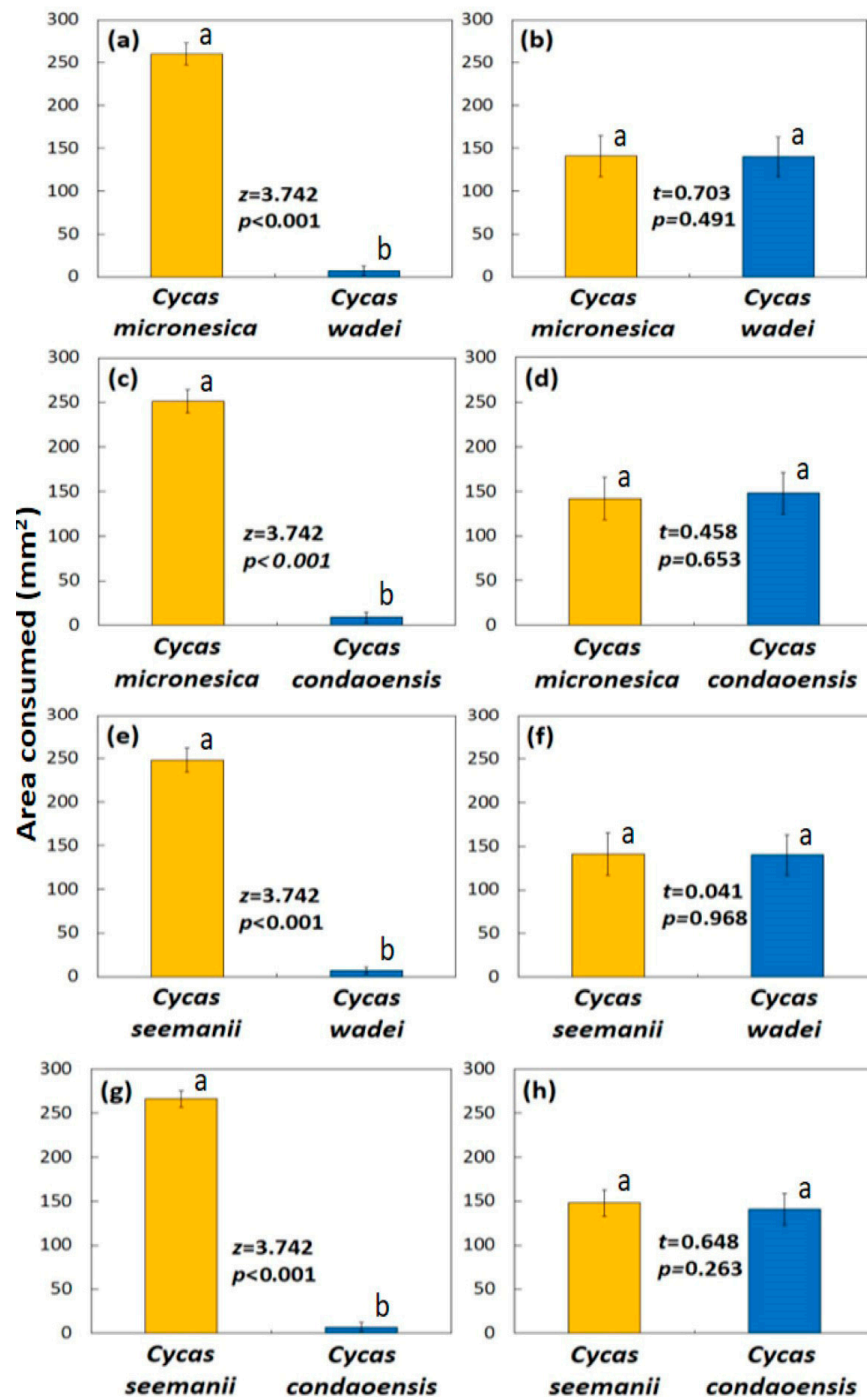 Area consumed (mm²)
(a)
300
250
200
150
100
50
0
a
b
z=3.742
p<0.001
Cycas
micronesica
Cycas
wadei
(b)
300
250
200
150
100
50
0
a
a
t=0.703
p=0.491
Cycas
micronesica
Cycas
wadei
(c)
300
250
200
150
100
50
0
a
b
z=3.742
p<0.001
Cycas
micronesica
Cycas
condaoensis
(d)
300
250
200
150
100
50
0
a
a
t=0.458
p=0.653
Cycas
micronesica
Cycas
condaoensis
(e)
300
250
200
150
100
50
0
a
b
z=3.742
p<0.001
Cycas
seemanii
Cycas
wadei
(f)
300
250
200
150
100
50
0
a
a
t=0.041
p=0.968
Cycas
seemanii
Cycas
wadei
(g)
300
250
200
150
100
50
0
a
b
z=3.742
p<0.001
Cycas
seemanii
Cycas
condaoensis
(h)
300
250
200
150
100
50
0
a
a
t=0.648
p=0.263
Cycas
seemanii
Cycas
condaoensis